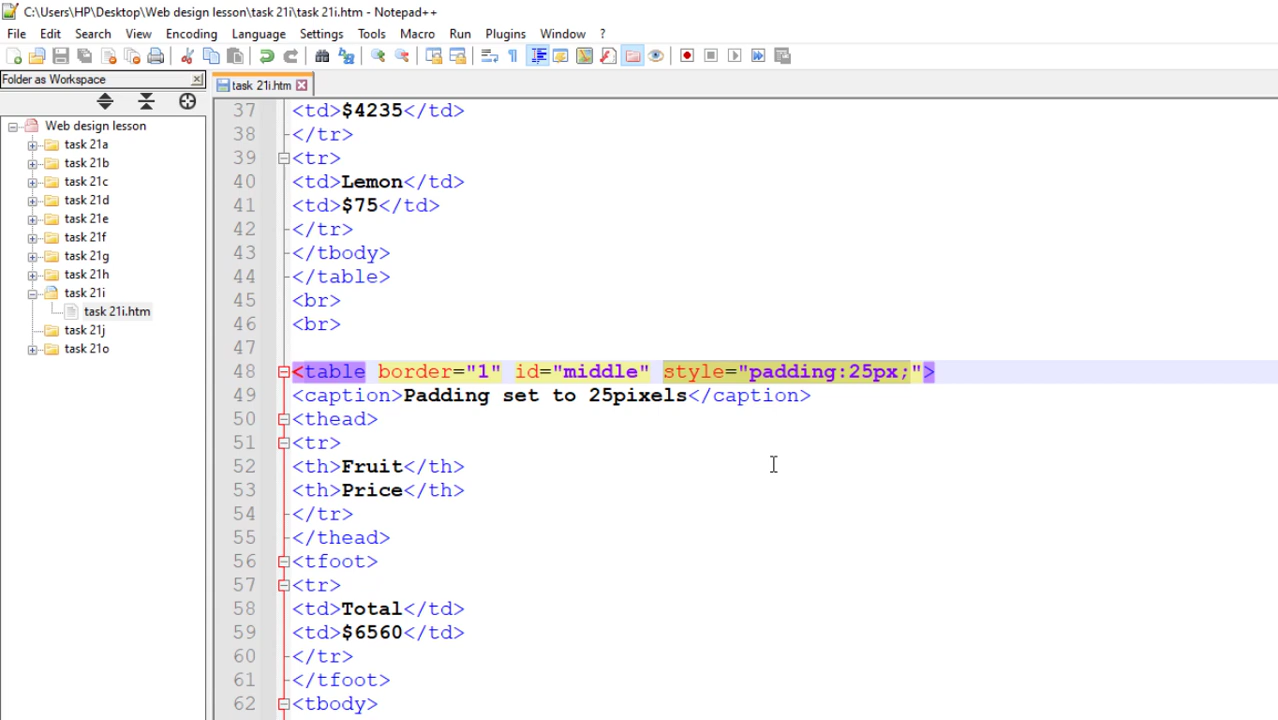 C:\Users\HP\Desktop\Web design lesson\task 21i\task 21i.htm - Notepad++
File Edit Search View Encoding Language Settings Tools Macro Run Plugins Window ?
Folder as Workspace
task 21i.htm
Web design lesson
task 21a
task 21b
task 21c
task 21d
task 21e
task 21f
task 21g
task 21h
task 21i
task 21i.htm
task 21j
task 21o
37 <td>$4235</td>
38 </tr>
39 <tr>
40 <td>Lemon</td>
41 <td>$75</td>
42 </tr>
43 </tbody>
44 </table>
45 <br>
46 <br>
47
48 <table border="1" id="middle" style="padding:25px;">
49 <caption>Padding set to 25pixels</caption>
50 <thead>
51 <tr>
52 <th>Fruit</th>
53 <th>Price</th>
54 </tr>
55 </thead>
56 <tfoot>
57 <tr>
58 <td>Total</td>
59 <td>$6560</td>
60 </tr>
61 </tfoot>
62 <tbody>